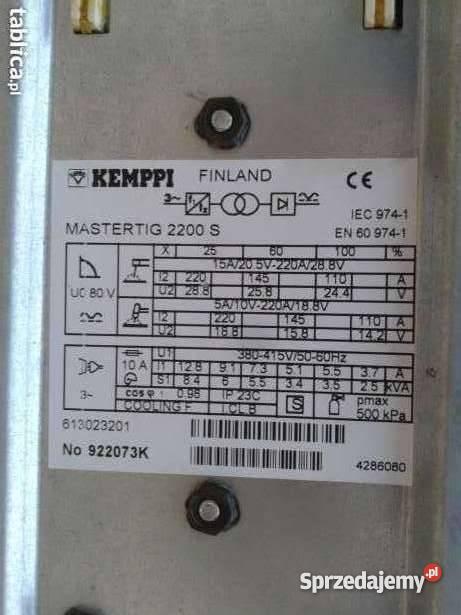 tablica.pl
KEMPPI FINLAND CE
3~ f1/f2
IEC 974-1
MASTERTIG 2200 S EN 60 974-1
X 25 60 100 %
15A/20.5V-220A/28.8V
I2 220 145 110 A
UO 80 V U2 28.8 25.8 24.4 V
5A/10V-220A/18.8V
I2 220 145 110 A
U2 18.8 15.8 14.2 V
U1 380-415V/50-60Hz
10 A I1 12.8 9.1 7.3 5.1 5.5 3.7 A
S1 8.4 6 5.5 3.4 3.5 2.5 kVA
3~ cos φ : 0.95 IP 23C S pmax
COOLING F I.CL.B 500 kPa
613023201
No 922073K 4286080
Sprzedajemy.pl